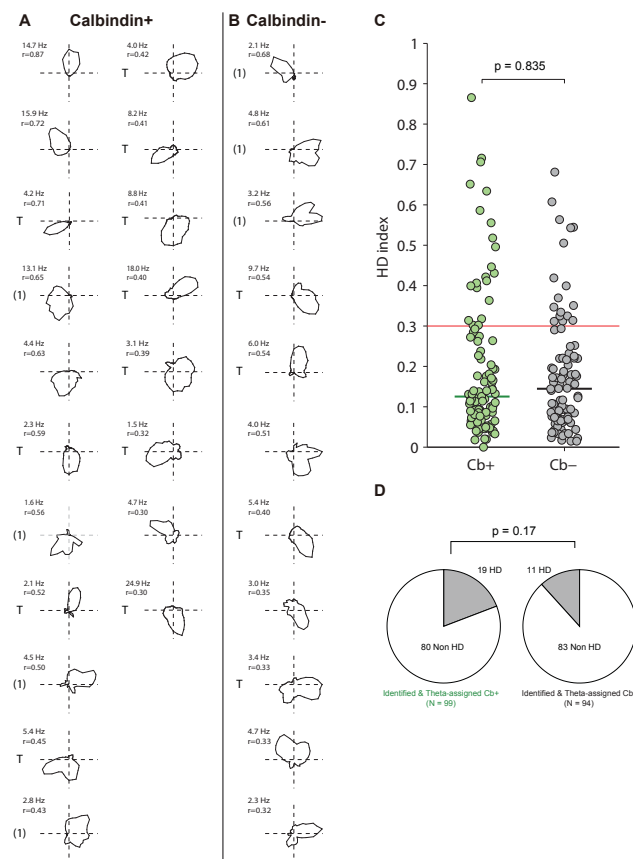 A Calbindin+
14.7 Hz
r=0.87
4.0 Hz
r=0.42
T
15.9 Hz
r=0.72
8.2 Hz
r=0.41
T
4.2 Hz
r=0.71
T
8.8 Hz
r=0.41
T
13.1 Hz
r=0.65
(1)
18.0 Hz
r=0.40
T
4.4 Hz
r=0.63
3.1 Hz
r=0.39
T
2.3 Hz
r=0.59
T
1.5 Hz
r=0.32
T
1.6 Hz
r=0.56
(1)
4.7 Hz
r=0.30
2.1 Hz
r=0.52
T
24.9 Hz
r=0.30
T
4.5 Hz
r=0.50
(1)
5.4 Hz
r=0.45
T
2.8 Hz
r=0.43
(1)
B Calbindin-
2.1 Hz
r=0.68
(1)
4.8 Hz
r=0.61
(1)
3.2 Hz
r=0.56
(1)
9.7 Hz
r=0.54
T
6.0 Hz
r=0.54
T
4.0 Hz
r=0.51
5.4 Hz
r=0.40
T
3.0 Hz
r=0.35
3.4 Hz
r=0.33
T
4.7 Hz
r=0.33
2.3 Hz
r=0.32
C
p = 0.835
HD index
1
0.9
0.8
0.7
0.6
0.5
0.4
0.3
0.2
0.1
0
Cb+ Cb−
D
p = 0.17
19 HD
80 Non HD
11 HD
83 Non HD
Identified & Theta-assigned Cb+
(N = 99)
Identified & Theta-assigned Cb
(N = 94)